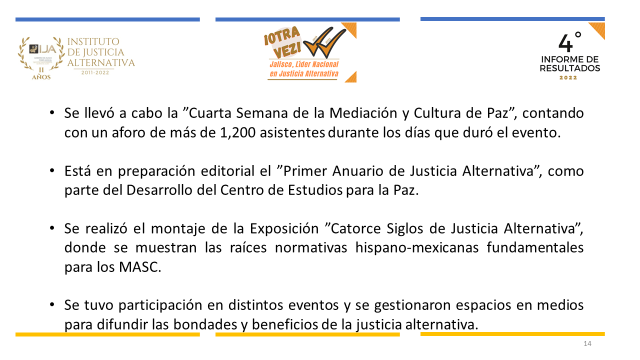 IJA
11
AÑOS
INSTITUTO
DE JUSTICIA
ALTERNATIVA
2011-2022
¡OTRA
VEZ!
Jalisco, Líder Nacional
en Justicia Alternativa
4°
INFORME DE
RESULTADOS
2022
• Se llevó a cabo la ”Cuarta Semana de la Mediación y Cultura de Paz”, contando
con un aforo de más de 1,200 asistentes durante los días que duró el evento.
• Está en preparación editorial el ”Primer Anuario de Justicia Alternativa”, como
parte del Desarrollo del Centro de Estudios para la Paz.
• Se realizó el montaje de la Exposición ”Catorce Siglos de Justicia Alternativa”,
donde se muestran las raíces normativas hispano-mexicanas fundamentales
para los MASC.
• Se tuvo participación en distintos eventos y se gestionaron espacios en medios
para difundir las bondades y beneficios de la justicia alternativa.
14